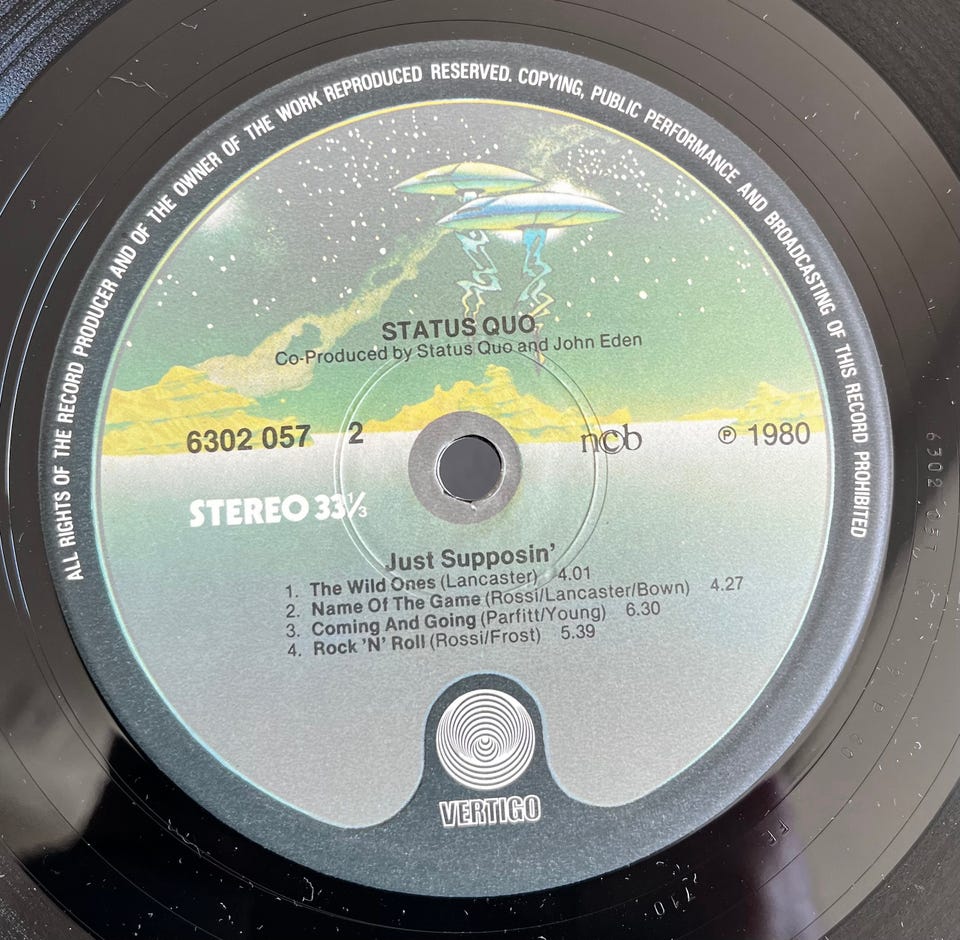 ALL RIGHTS OF THE RECORD PRODUCER AND OF THE OWNER OF THE WORK REPRODUCED RESERVED. COPYING, PUBLIC PERFORMANCE AND BROADCASTING OF THIS RECORD PROHIBITED
STATUS QUO
Co-Produced by Status Quo and John Eden
6302 057 2 ncb ℗ 1980
STEREO 33⅓
Just Supposin'
1. The Wild Ones (Lancaster) 4.01
2. Name Of The Game (Rossi/Lancaster/Bown) 4.27
3. Coming And Going (Parfitt/Young) 6.30
4. Rock 'N' Roll (Rossi/Frost) 5.39
VERTIGO
6302 057
710